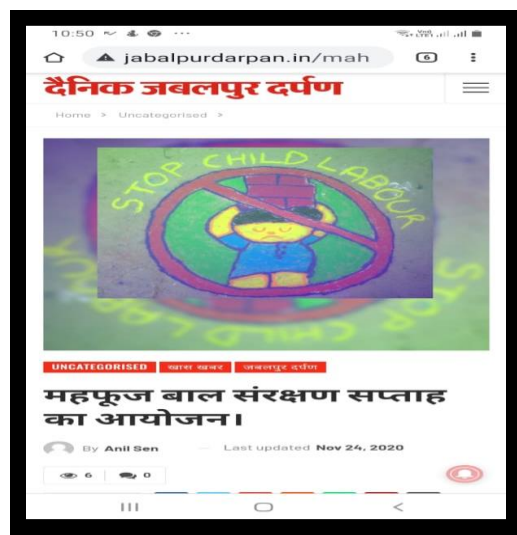 10:50
jabalpurdarpan.in/mah
6
दैनिक जबलपुर दर्पण
Home > Uncategorised >
STOP CHILD LABOUR
UNCATEGORISED खास खबर जबलपुर दर्पण
महफूज बाल संरक्षण सप्ताह
का आयोजन।
By Anil Sen — Last updated Nov 24, 2020
6 0